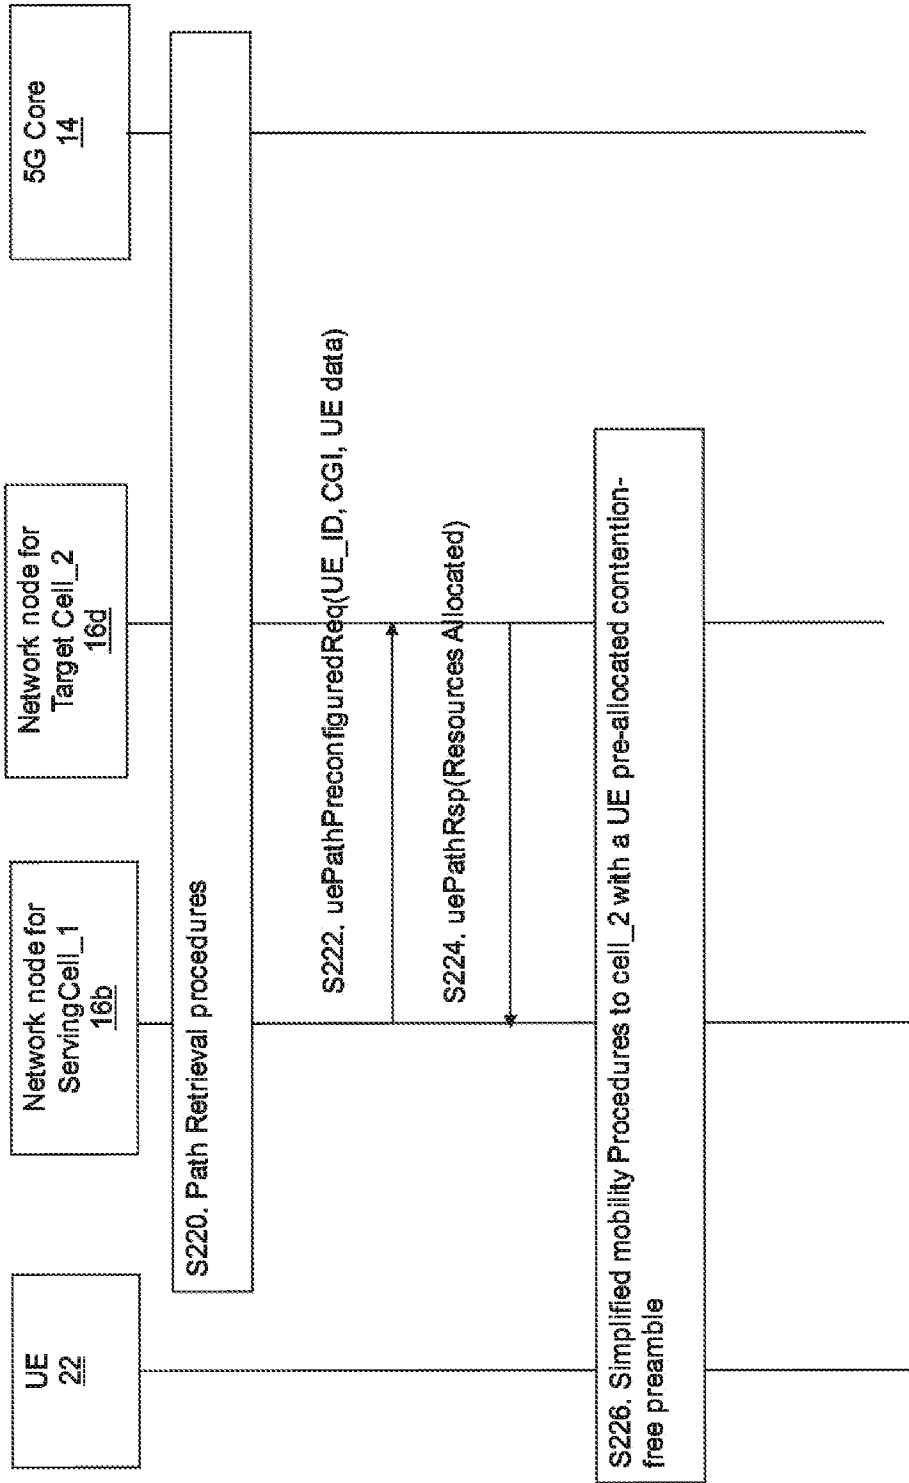 UE
22
Network node for
ServingCell_1
16b
Network node for
Target Cell_2
16d
5G Core
14
S220. Path Retrieval procedures
S222. uePathPreconfiguredReq(UE_ID, CGI, UE data)
S224. uePathRsp(Resources Allocated)
S226. Simplified mobility Procedures to cell_2 with a UE pre-allocated contention-
free preamble